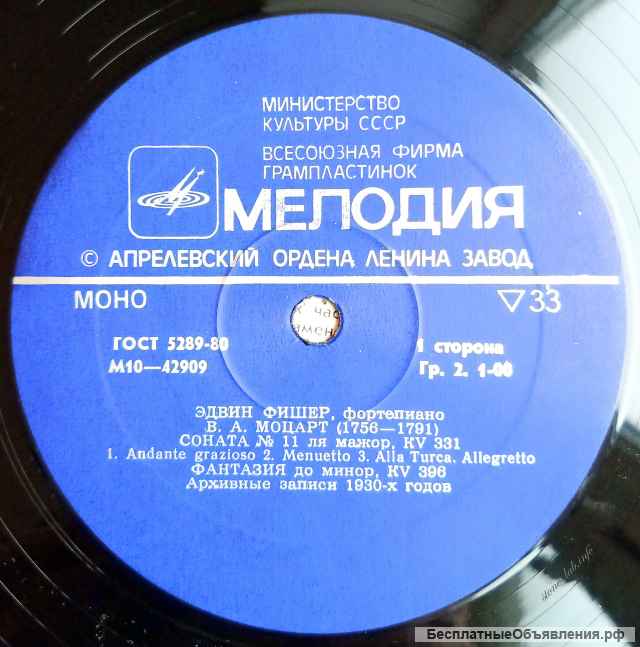 МИНИСТЕРСТВО
КУЛЬТУРЫ СССР
ВСЕСОЮЗНАЯ ФИРМА
ГРАМПЛАСТИНОК
МЕЛОДИЯ
© АПРЕЛЕВСКИЙ ОРДЕНА ЛЕНИНА ЗАВОД
МОНО ▽33
ГОСТ 5289-80 1 сторона
М10—42909 Гр. 2. 1-00
ЭДВИН ФИШЕР, фортепиано
В. А. МОЦАРТ (1756—1791)
СОНАТА № 11 ля мажор, KV 331
1. Andante grazioso 2. Menuetto 3. Alla Turca. Allegretto
ФАНТАЗИЯ до минор, KV 396
Архивные записи 1930-х годов
БесплатныеОбъявления.рф